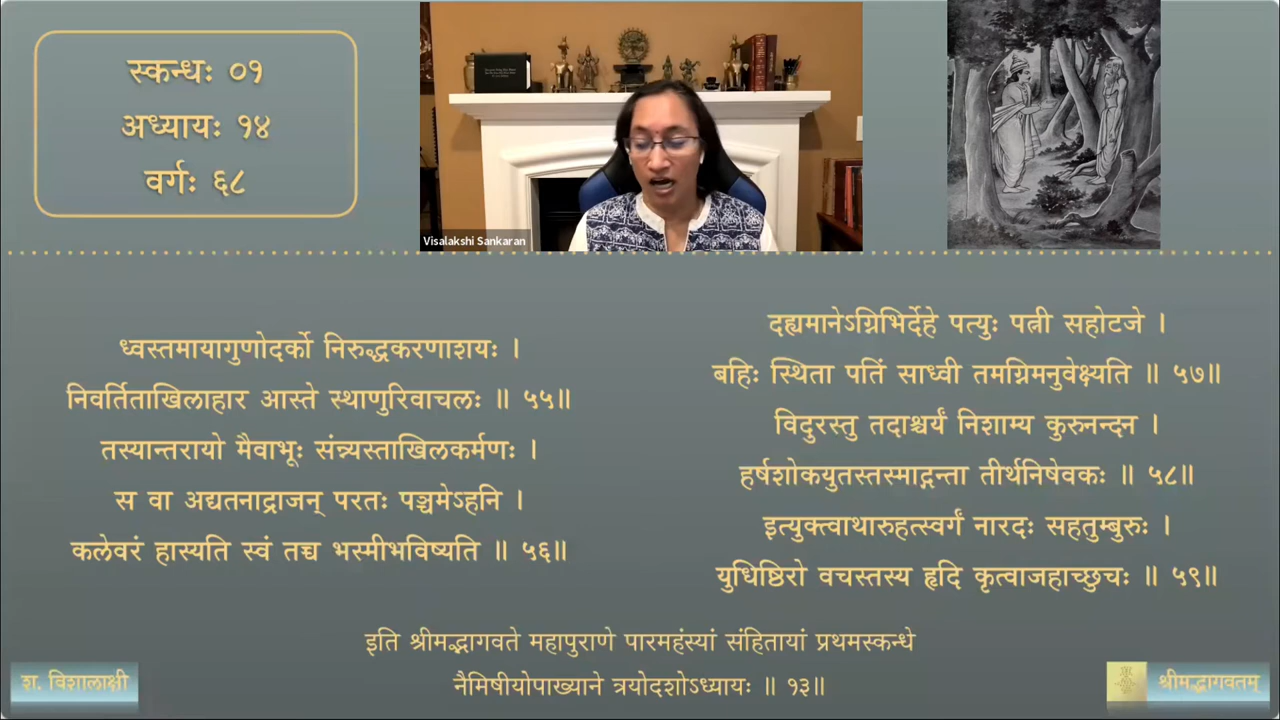 स्कन्धः ०१
अध्यायः १४
वर्गः ६८
Visalakshi Sankaran
ध्वस्तमायागुणोदर्को निरुद्धकरणाशयः ।
निवर्तिताखिलाहार आस्ते स्थाणुरिवाचलः ॥ ५५॥
तस्यान्तरायो मैवाभूः संन्यस्ताखिलकर्मणः ।
स वा अद्यतनाद्राजन् परतः पञ्चमेऽहनि ।
कलेवरं हास्यति स्वं तच्च भस्मीभविष्यति ॥ ५६॥
दह्यमानेऽग्निभिर्देहे पत्युः पत्नी सहोटजे ।
बहिः स्थिता पतिं साध्वी तमग्निमनुवेक्ष्यति ॥ ५७॥
विदुरस्तु तदाश्चर्यं निशाम्य कुरुनन्दन ।
हर्षशोकयुतस्तस्माद्गन्ता तीर्थनिषेवकः ॥ ५८॥
इत्युक्त्वाथारुहत्स्वर्गं नारदः सहतुम्बुरुः ।
युधिष्ठिरो वचस्तस्य हृदि कृत्वाजहाच्छुचः ॥ ५९॥
इति श्रीमद्भागवते महापुराणे पारमहंस्यां संहितायां प्रथमस्कन्धे
नैमिषीयोपाख्याने त्रयोदशोऽध्यायः ॥ १३॥
श. विशालाक्षी
श्रीमद्भागवतम्